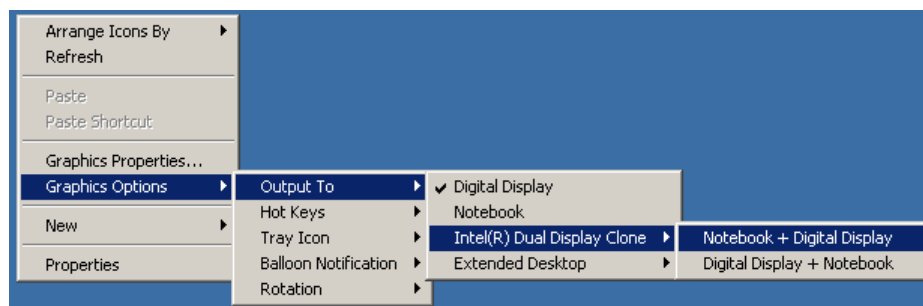 Arrange Icons By
Refresh
Paste
Paste Shortcut
Graphics Properties...
Graphics Options
New
Properties
Output To
Hot Keys
Tray Icon
Balloon Notification
Rotation
Digital Display
Notebook
Intel(R) Dual Display Clone
Extended Desktop
Notebook + Digital Display
Digital Display + Notebook